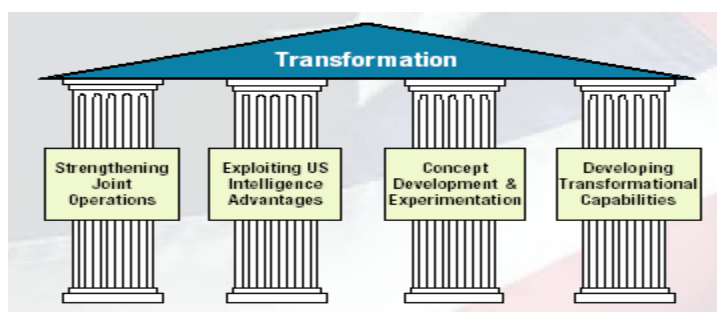 Transformation
Strengthening
Joint
Operations
Exploiting US
Intelligence
Advantages
Concept
Development &
Experimentation
Developing
Transformational
Capabilities